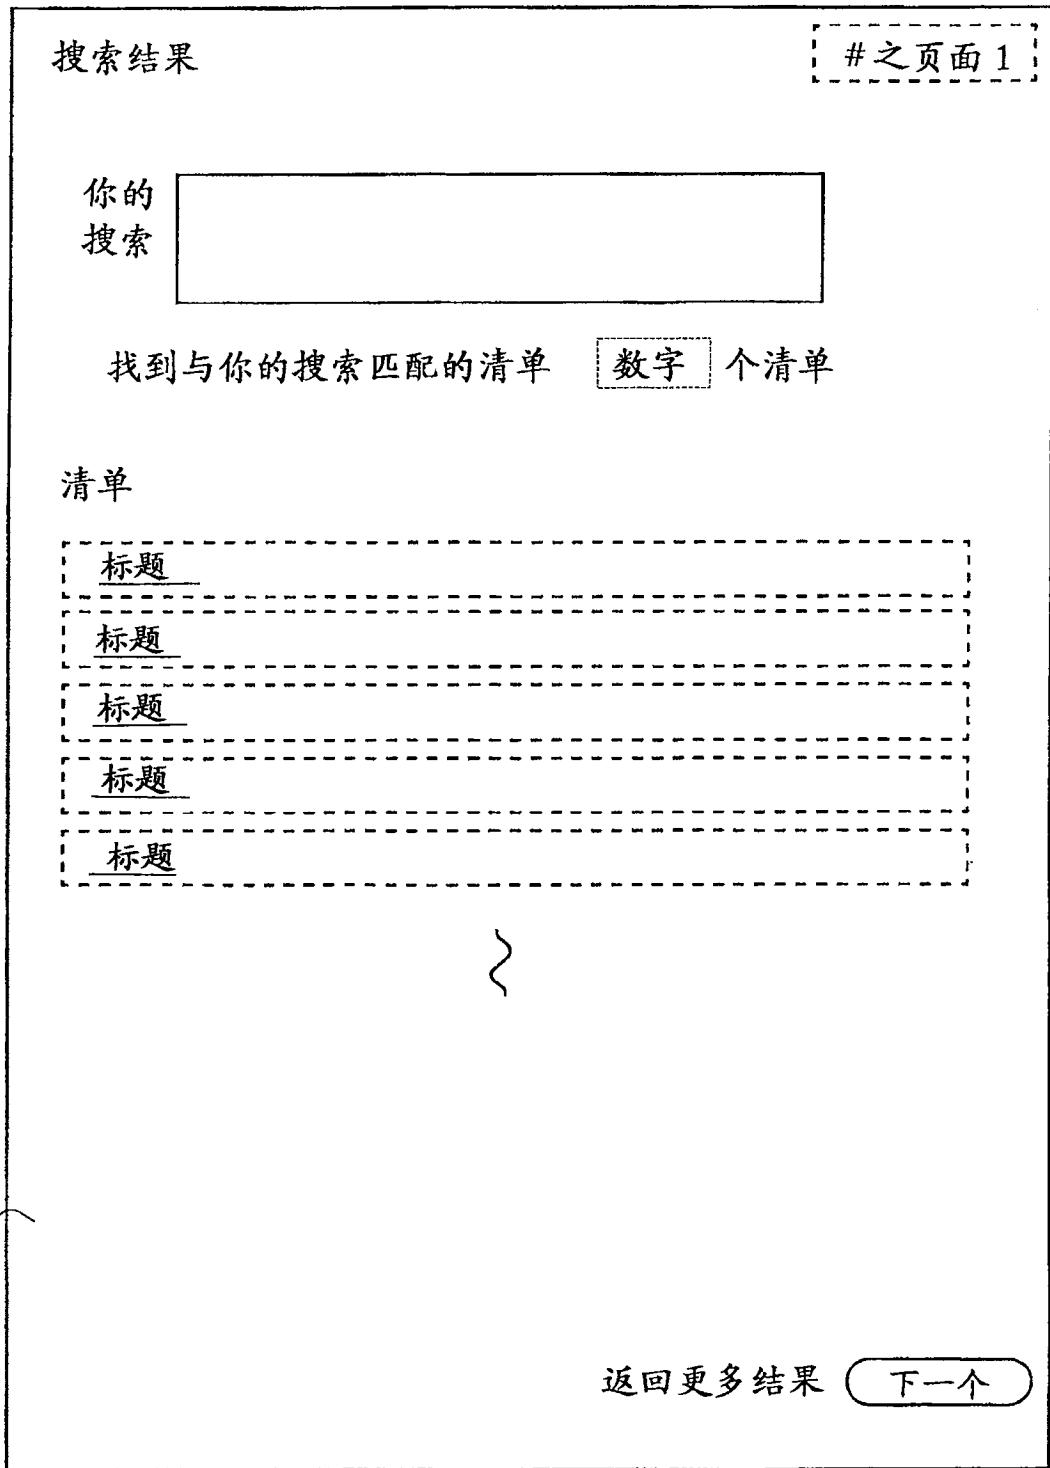 搜索结果
#之页面 1
你的
搜索
找到与你的搜索匹配的清单 数字 个清单
清单
标题
标题
标题
标题
标题
返回更多结果 下一个